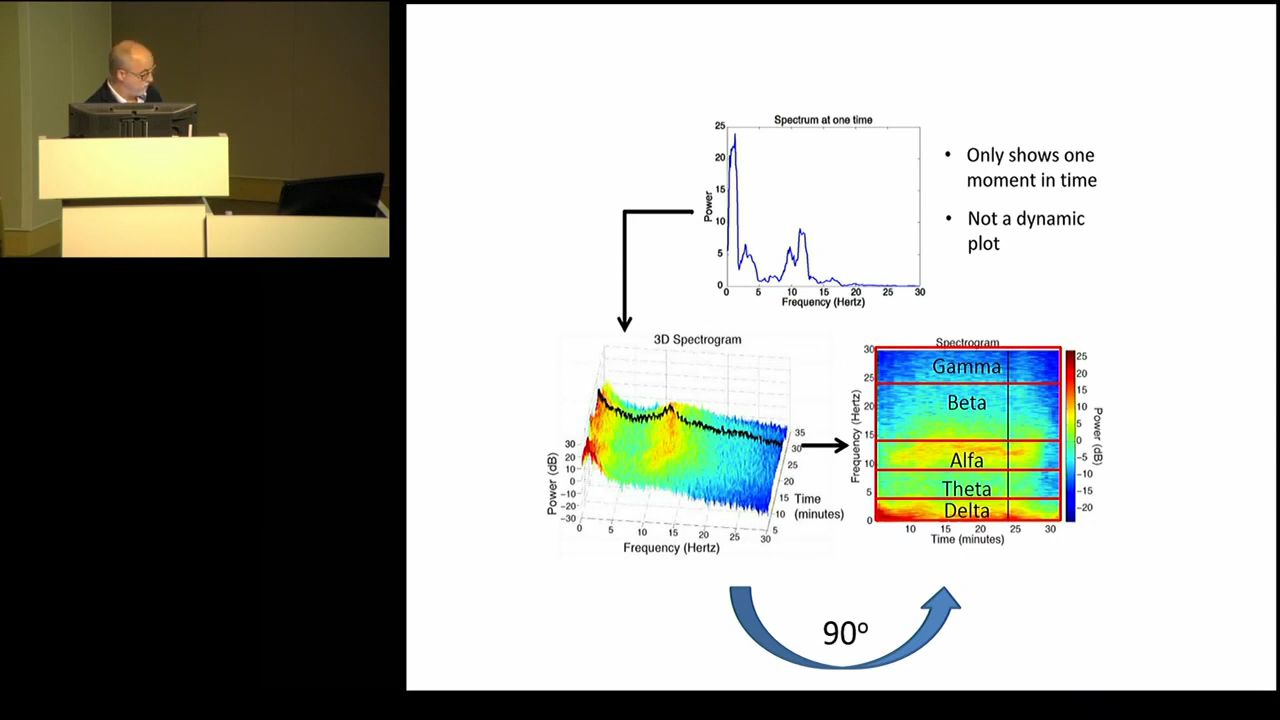 Spectrum at one time
25
20
15
10
5
0
Power
0 5 10 15 20 25 30
Frequency (Hertz)
• Only shows one
moment in time
• Not a dynamic
plot
3D Spectrogram
30
20
10
0
−10
−20
−30
Power (dB)
0 5 10 15 20 25 30
Frequency (Hertz)
35
30
25
20
15
10
5
Time
(minutes)
Spectrogram
30
25
20
15
10
5
0
Frequency (Hertz)
Gamma
Beta
Alfa
Theta
Delta
10 15 20 25 30
Time (minutes)
25
20
15
10
5
0
−5
−10
−15
−20
Power (dB)
90º